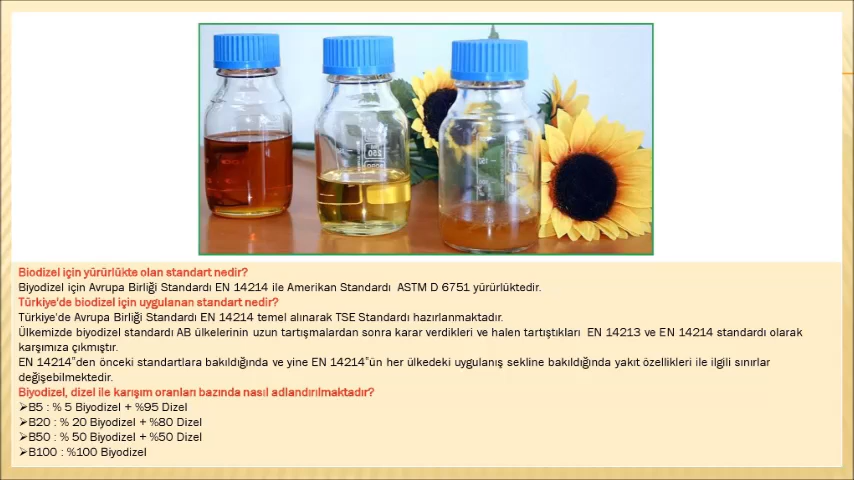 Biodizel için yürürlükte olan standart nedir?
Biyodizel için Avrupa Birliği Standardı EN 14214 ile Amerikan Standardı ASTM D 6751 yürürlüktedir.
Türkiye'de biodizel için uygulanan standart nedir?
Türkiye'de Avrupa Birliği Standardı EN 14214 temel alınarak TSE Standardı hazırlanmaktadır.
Ülkemizde biyodizel standardı AB ülkelerinin uzun tartışmalardan sonra karar verdikleri ve halen tartıştıkları EN 14213 ve EN 14214 standardı olarak
karşımıza çıkmıştır.
EN 14214"den önceki standartlara bakıldığında ve yine EN 14214"ün her ülkedeki uygulanış sekline bakıldığında yakıt özellikleri ile ilgili sınırlar
değişebilmektedir.
Biyodizel, dizel ile karışım oranları bazında nasıl adlandırılmaktadır?
➢B5 : % 5 Biyodizel + %95 Dizel
➢B20 : % 20 Biyodizel + %80 Dizel
➢B50 : % 50 Biyodizel + %50 Dizel
➢B100 : %100 Biyodizel